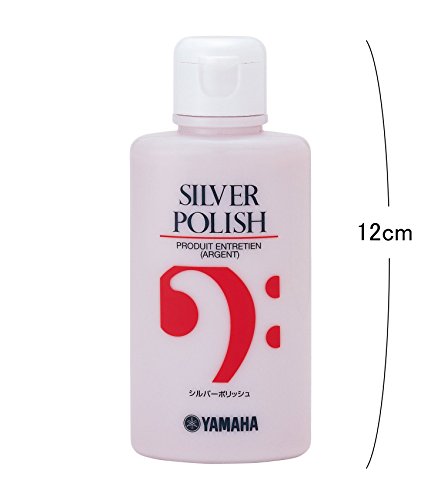 SILVER
POLISH
PRODUIT ENTRETIEN
(ARGENT)
シルバーポリッシュ
YAMAHA
12cm